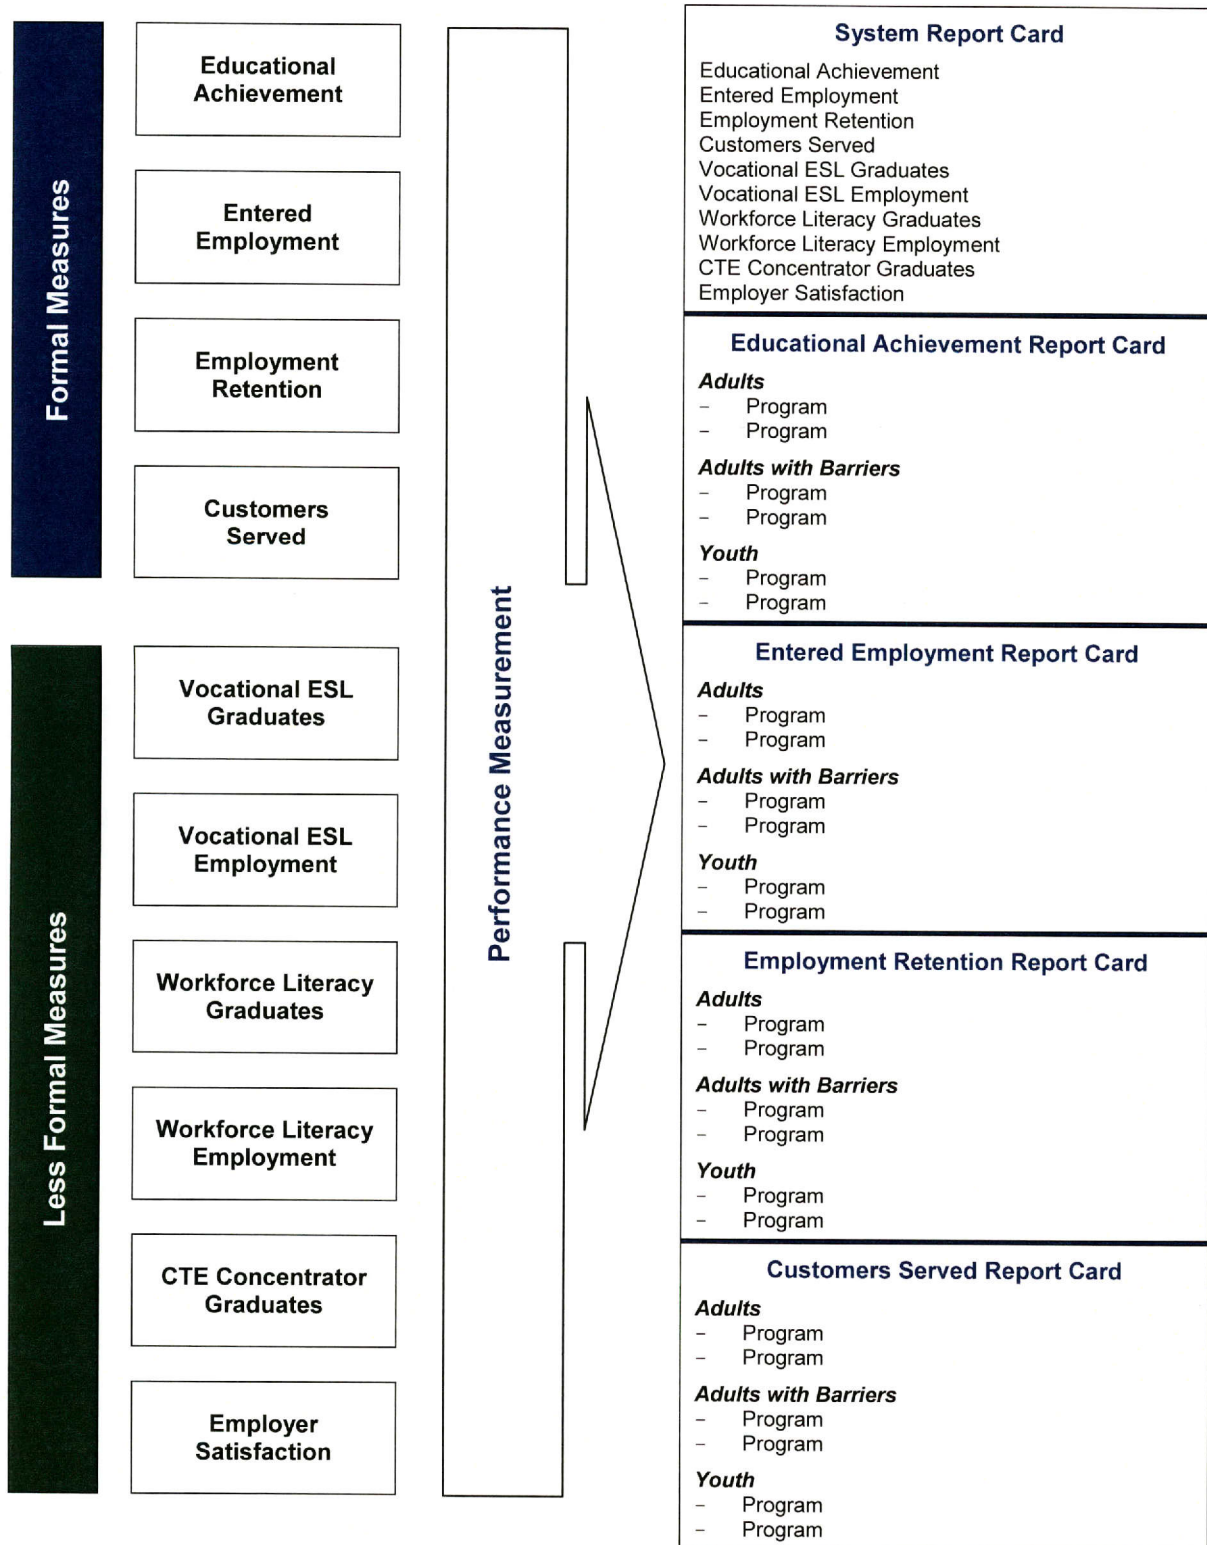 Formal Measures
Educational
Achievement
Entered
Employment
Employment
Retention
Customers
Served
Less Formal Measures
Vocational ESL
Graduates
Vocational ESL
Employment
Workforce Literacy
Graduates
Workforce Literacy
Employment
CTE Concentrator
Graduates
Employer
Satisfaction
Performance Measurement
System Report Card
Educational Achievement
Entered Employment
Employment Retention
Customers Served
Vocational ESL Graduates
Vocational ESL Employment
Workforce Literacy Graduates
Workforce Literacy Employment
CTE Concentrator Graduates
Employer Satisfaction
Educational Achievement Report Card
Adults
– Program
– Program
Adults with Barriers
– Program
– Program
Youth
– Program
– Program
Entered Employment Report Card
Adults
– Program
– Program
Adults with Barriers
– Program
– Program
Youth
– Program
– Program
Employment Retention Report Card
Adults
– Program
– Program
Adults with Barriers
– Program
– Program
Youth
– Program
– Program
Customers Served Report Card
Adults
– Program
– Program
Adults with Barriers
– Program
– Program
Youth
– Program
– Program